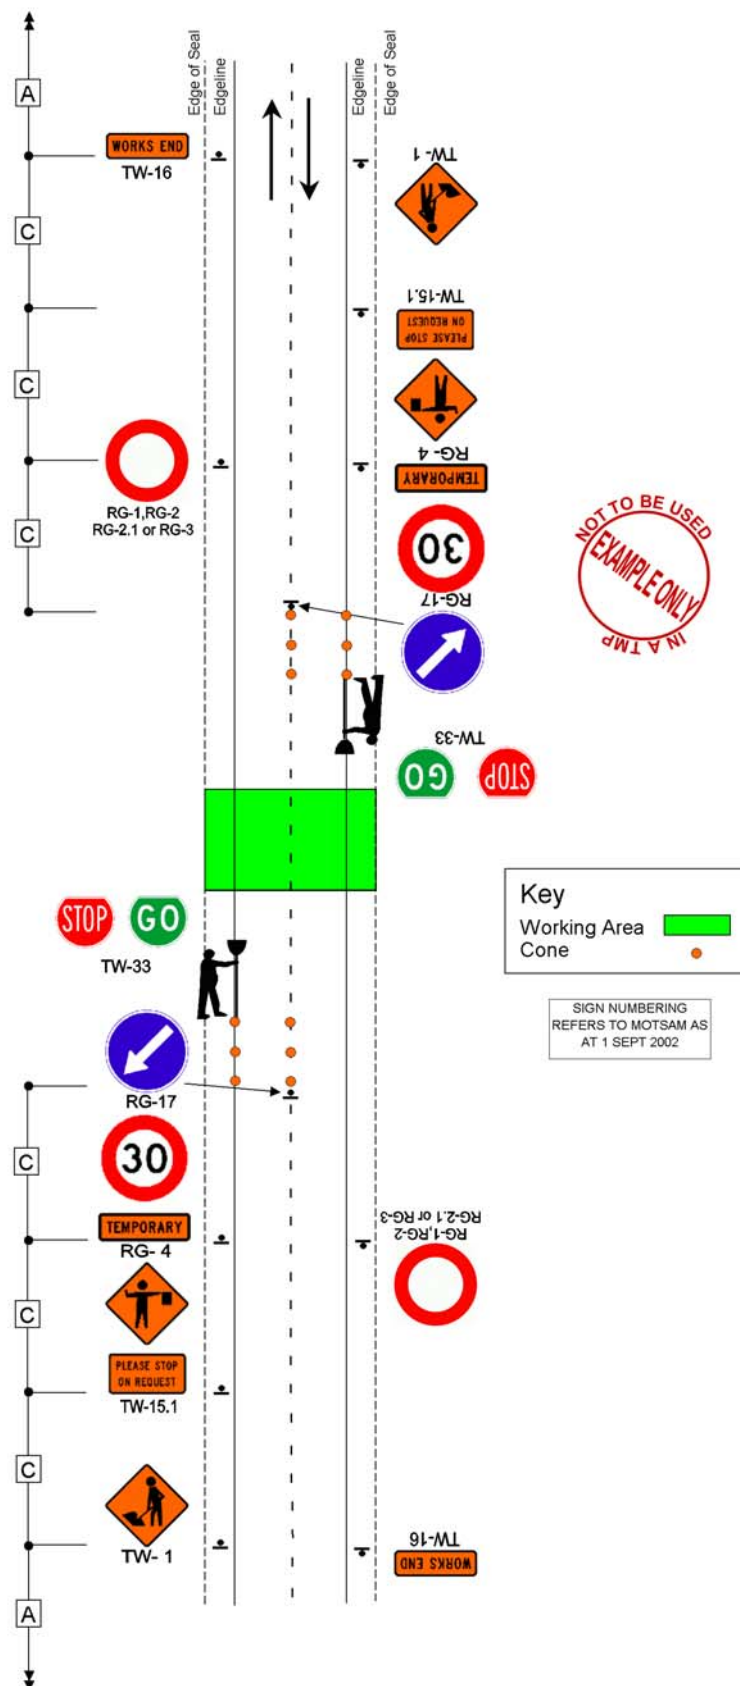 Edge of Seal
Edgeline
Edgeline
Edge of Seal
A
WORKS END
TW-16
TW- 1
C
TW-15.1
PLEASE STOP
ON REQUEST
C
RG-1,RG-2
RG-2.1 or RG-3
RG- 4
TEMPORARY
C
30
RG-17
NOT TO BE USED
EXAMPLE ONLY
IN A TMP
TW-33
GO
STOP
STOP
GO
TW-33
Key
Working Area
Cone
SIGN NUMBERING
REFERS TO MOTSAM AS
AT 1 SEPT 2002
RG-17
C
30
TEMPORARY
RG- 4
RG-1,RG-2
RG-2.1 or RG-3
C
PLEASE STOP
ON REQUEST
TW-15.1
C
TW- 1
TW-16
WORKS END
A